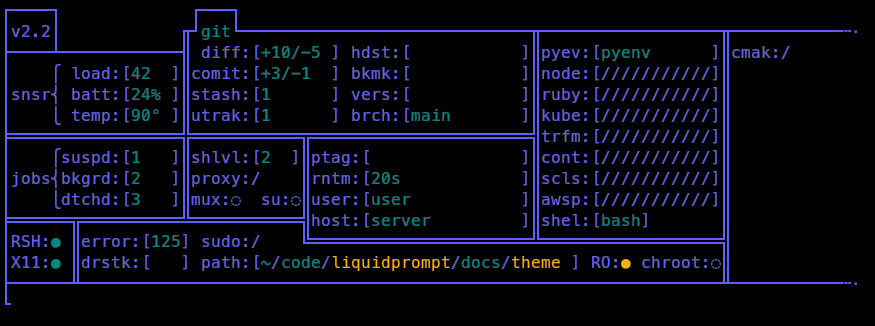 v2.2 git
diff:[+10/-5 ] hdst:[ ] pyev:[pyenv ] cmak:/
load:[42 ] comit:[+3/-1 ] bkmk:[ ] node:[///////////]
snsr batt:[24% ] stash:[1 ] vers:[ ] ruby:[///////////]
temp:[90° ] utrak:[1 ] brch:[main ] kube:[///////////]
trfm:[///////////]
suspd:[1 ] shlvl:[2 ] ptag:[ ] cont:[///////////]
jobs bkgrd:[2 ] proxy:/ rntm:[20s ] scls:[///////////]
dtchd:[3 ] mux:◌ su:◌ user:[user ] awsp:[///////////]
host:[server ] shel:[bash]
RSH:● error:[125] sudo:/
X11:● drstk:[ ] path:[~/code/liquidprompt/docs/theme ] RO:● chroot:◌